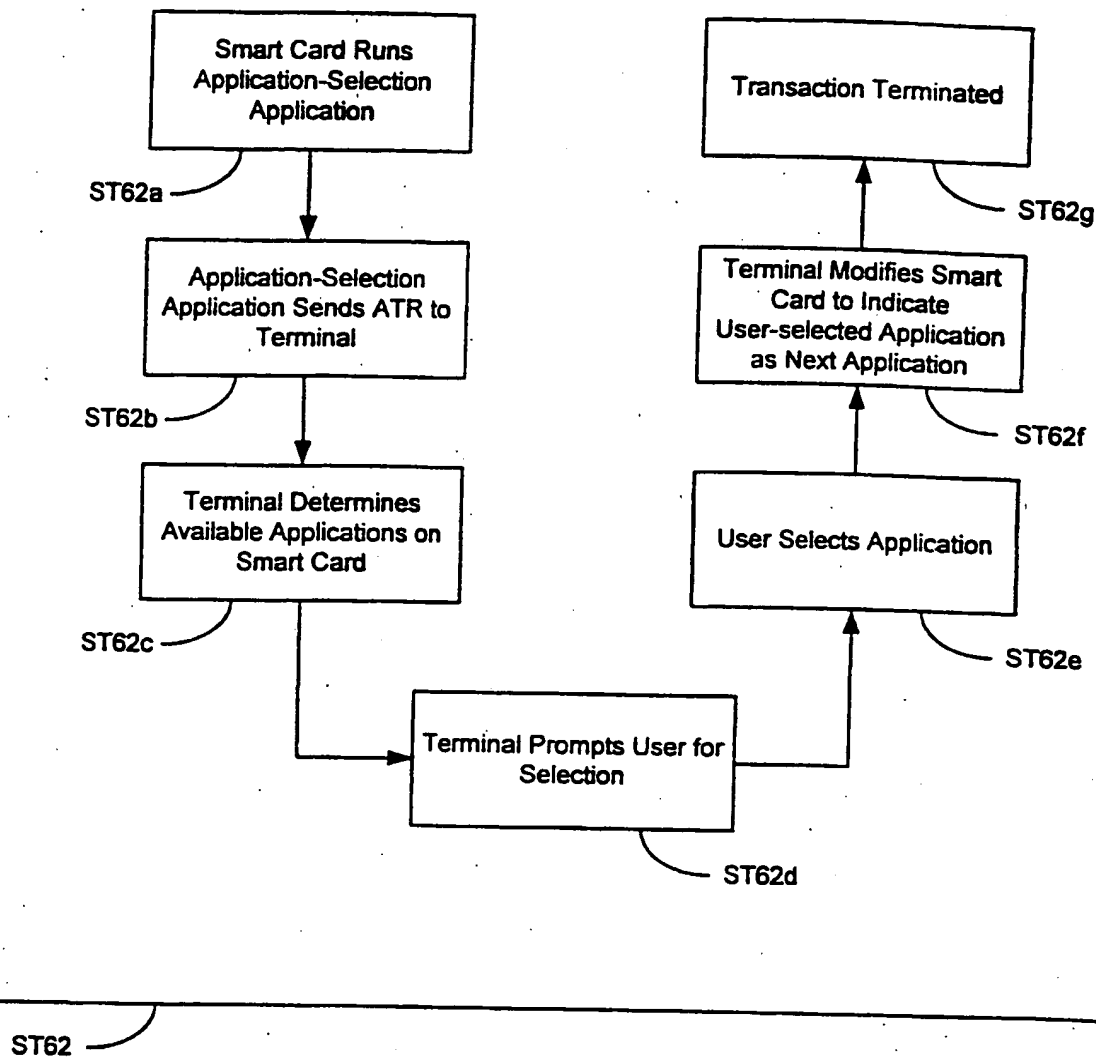 Smart Card Runs
Application-Selection
Application
ST62a
Application-Selection
Application Sends ATR to
Terminal
ST62b
Terminal Determines
Available Applications on
Smart Card
ST62c
Terminal Prompts User for
Selection
ST62d
User Selects Application
ST62e
Terminal Modifies Smart
Card to Indicate
User-selected Application
as Next Application
ST62f
Transaction Terminated
ST62g
ST62